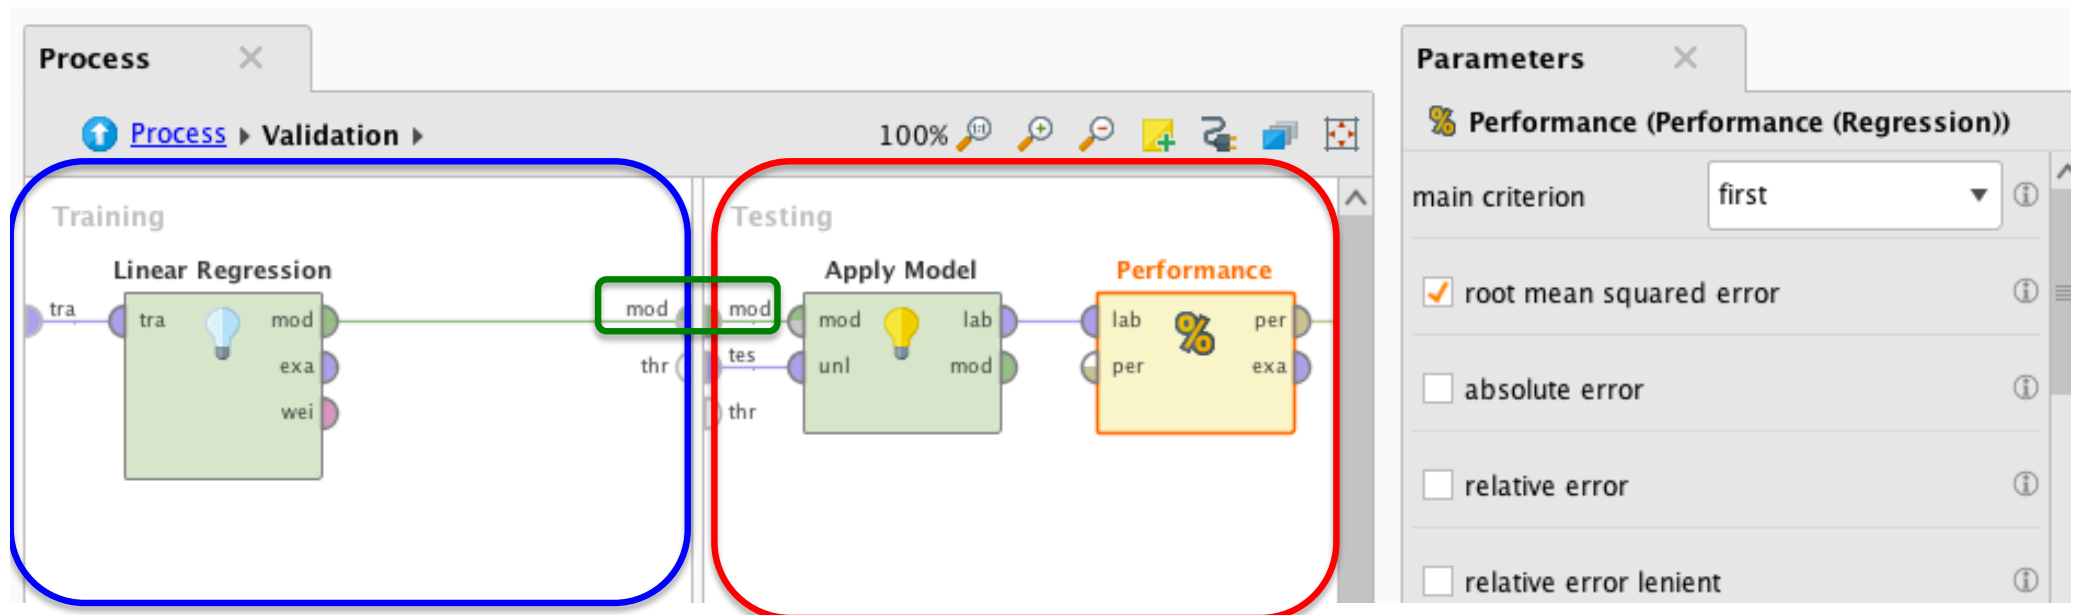 Process
Process Validation
100%
Training
Linear Regression
tra
tra
mod
exa
wei
mod
thr
Testing
mod
tes
thr
Apply Model
mod
unl
lab
mod
Performance
lab
per
per
exa
Parameters
Performance (Performance (Regression))
main criterion
first
root mean squared error
absolute error
relative error
relative error lenient